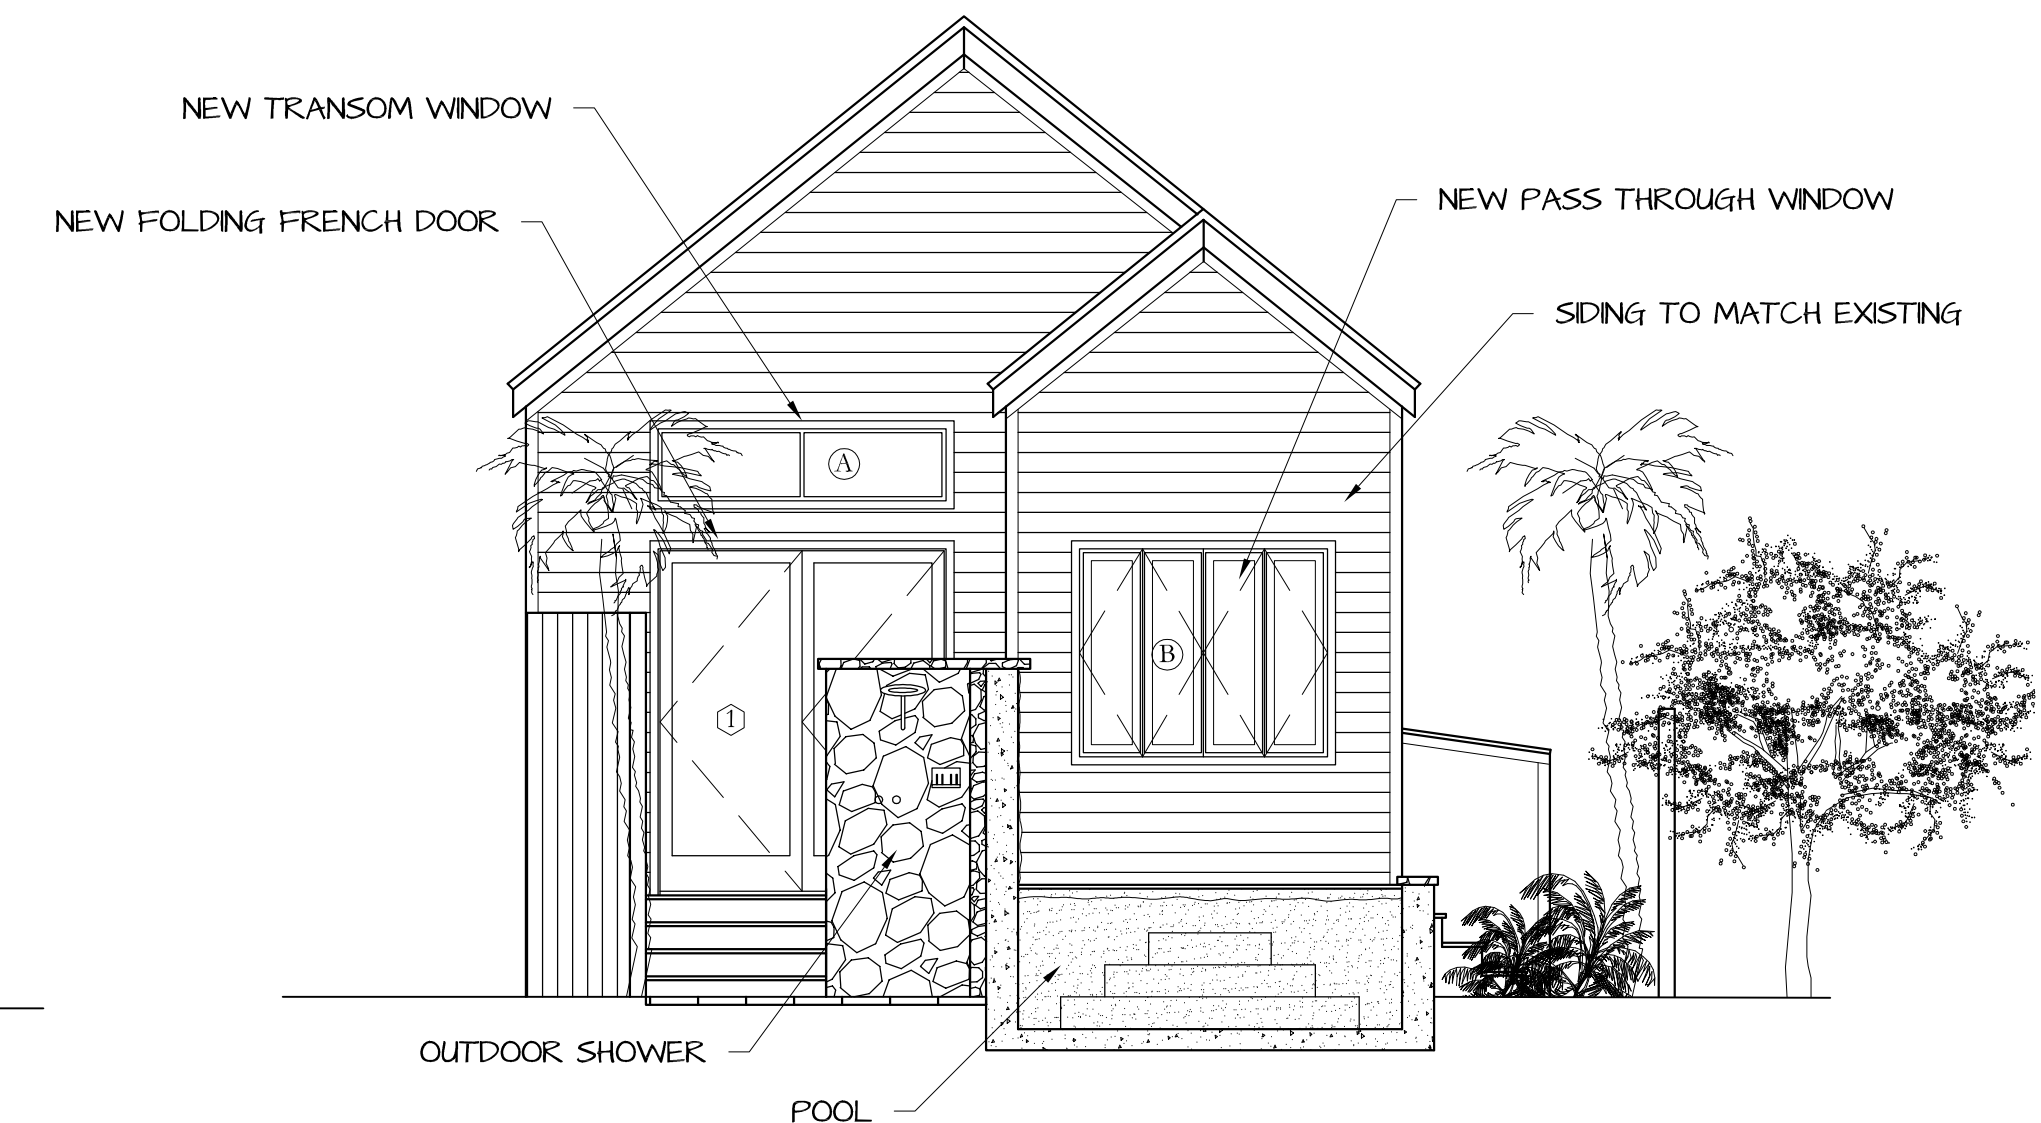 NEW TRANSOM WINDOW
NEW PASS THROUGH WINDOW
NEW FOLDING FRENCH DOOR
SIDING TO MATCH EXISTING
A
B
1
OUTDOOR SHOWER
POOL